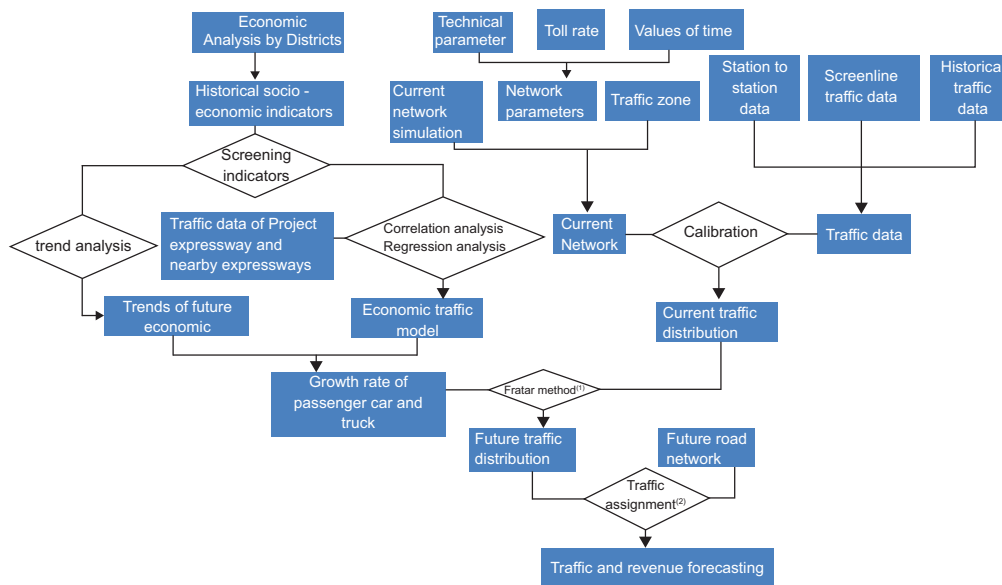 Economic
Analysis by Districts
Technical
parameter
Toll rate
Values of time
Historical socio -
economic indicators
Current
network
simulation
Network
parameters
Traffic zone
Station to
station
data
Screenline
traffic data
Historical
traffic
data
Screening
indicators
trend analysis
Traffic data of Project
expressway and
nearby expressways
Correlation analysis
Regression analysis
Current
Network
Calibration
Traffic data
Trends of future
economic
Economic traffic
model
Current traffic
distribution
Growth rate of
passenger car and
truck
Fratar method(1)
Future traffic
distribution
Future road
network
Traffic
assignment(2)
Traffic and revenue forecasting